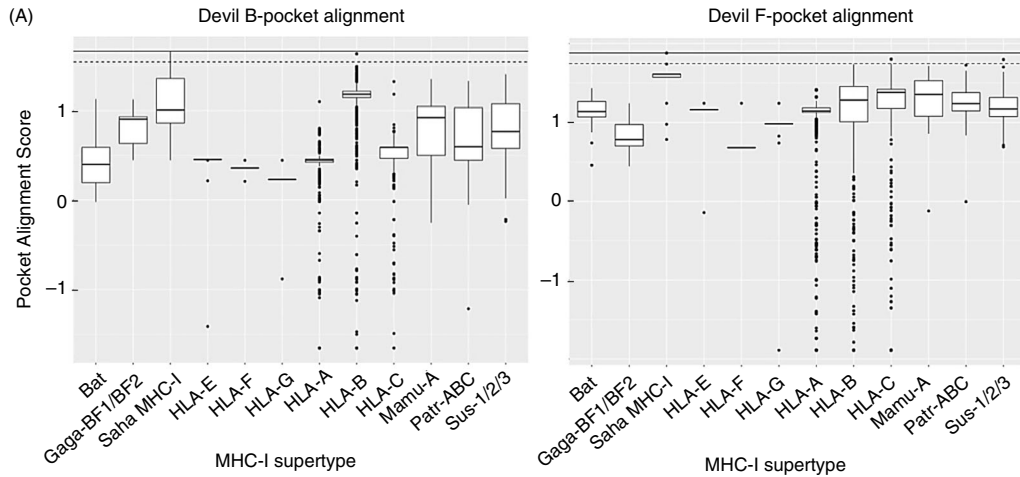 (A)
Devil B-pocket alignment
Pocket Alignment Score
1
0
−1
Bat
Gaga-BF1/BF2
Saha MHC-I
HLA-E
HLA-F
HLA-G
HLA-A
HLA-B
HLA-C
Mamu-A
Patr-ABC
Sus-1/2/3
MHC-I supertype
Devil F-pocket alignment
1
0
−1
Bat
Gaga-BF1/BF2
Saha MHC-I
HLA-E
HLA-F
HLA-G
HLA-A
HLA-B
HLA-C
Mamu-A
Patr-ABC
Sus-1/2/3
MHC-I supertype